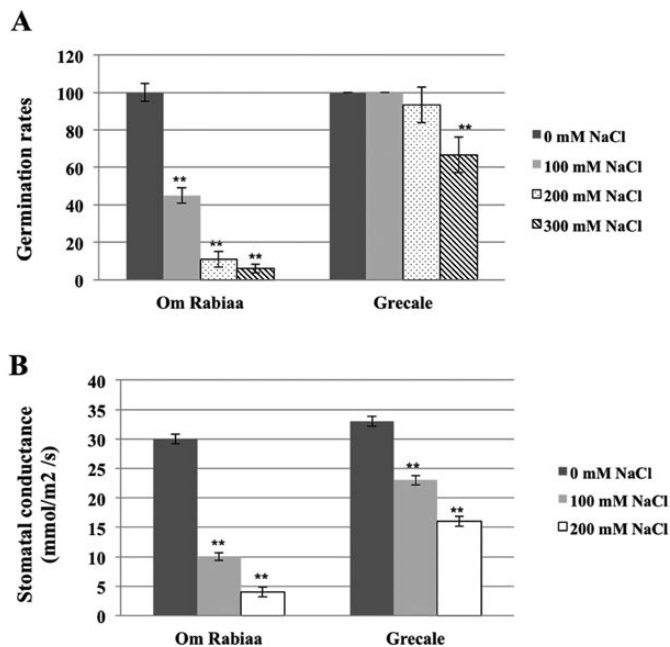 A
Germination rates
120
100
80
60
40
20
0
**
**
**
**
Om Rabiaa
Grecale
0 mM NaCl
100 mM NaCl
200 mM NaCl
300 mM NaCl
B
Stomatal conductance
(mmol/m2 /s)
40
35
30
25
20
15
10
5
0
**
**
**
**
Om Rabiaa
Grecale
0 mM NaCl
100 mM NaCl
200 mM NaCl